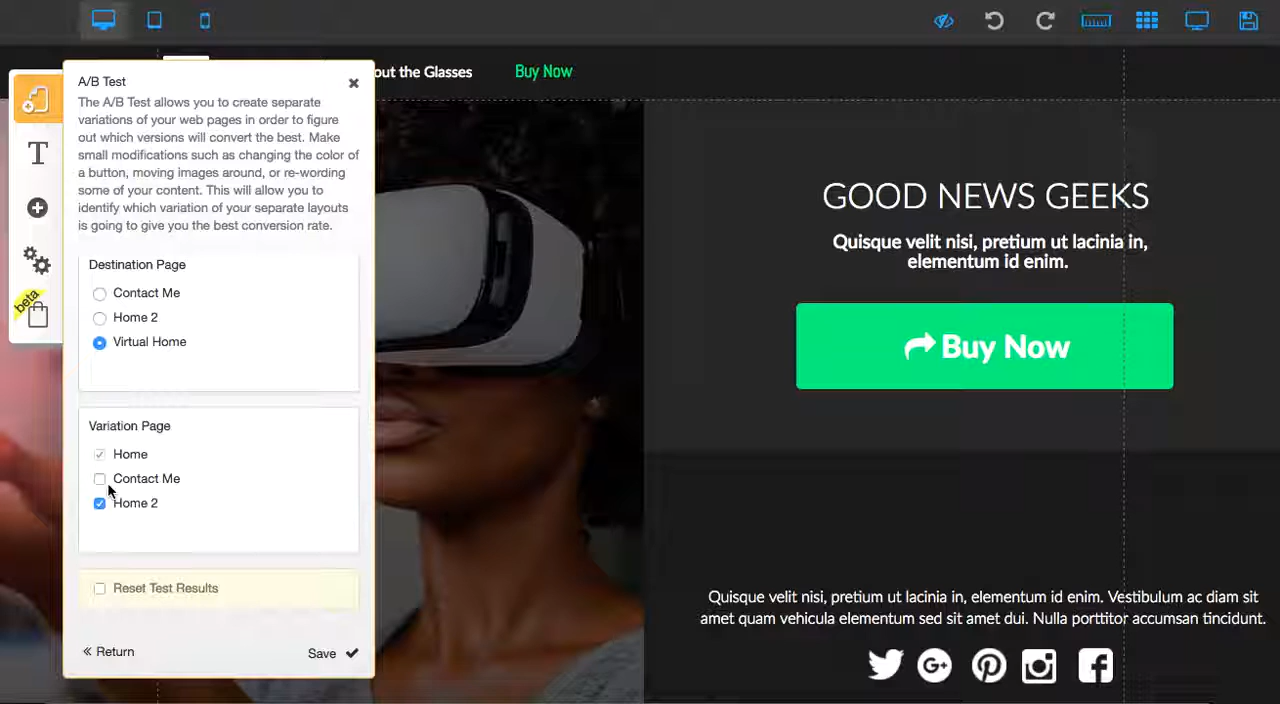 out the Glasses
Buy Now
A/B Test
The A/B Test allows you to create separate
variations of your web pages in order to figure
out which versions will convert the best. Make
small modifications such as changing the color of
a button, moving images around, or re-wording
some of your content. This will allow you to
identify which variation of your separate layouts
is going to give you the best conversion rate.
Destination Page
Contact Me
Home 2
Virtual Home
Variation Page
Home
Contact Me
Home 2
Reset Test Results
« Return
Save
T
beta
GOOD NEWS GEEKS
Quisque velit nisi, pretium ut lacinia in,
elementum id enim.
Buy Now
Quisque velit nisi, pretium ut lacinia in, elementum id enim. Vestibulum ac diam sit
amet quam vehicula elementum sed sit amet dui. Nulla porttitor accumsan tincidunt.